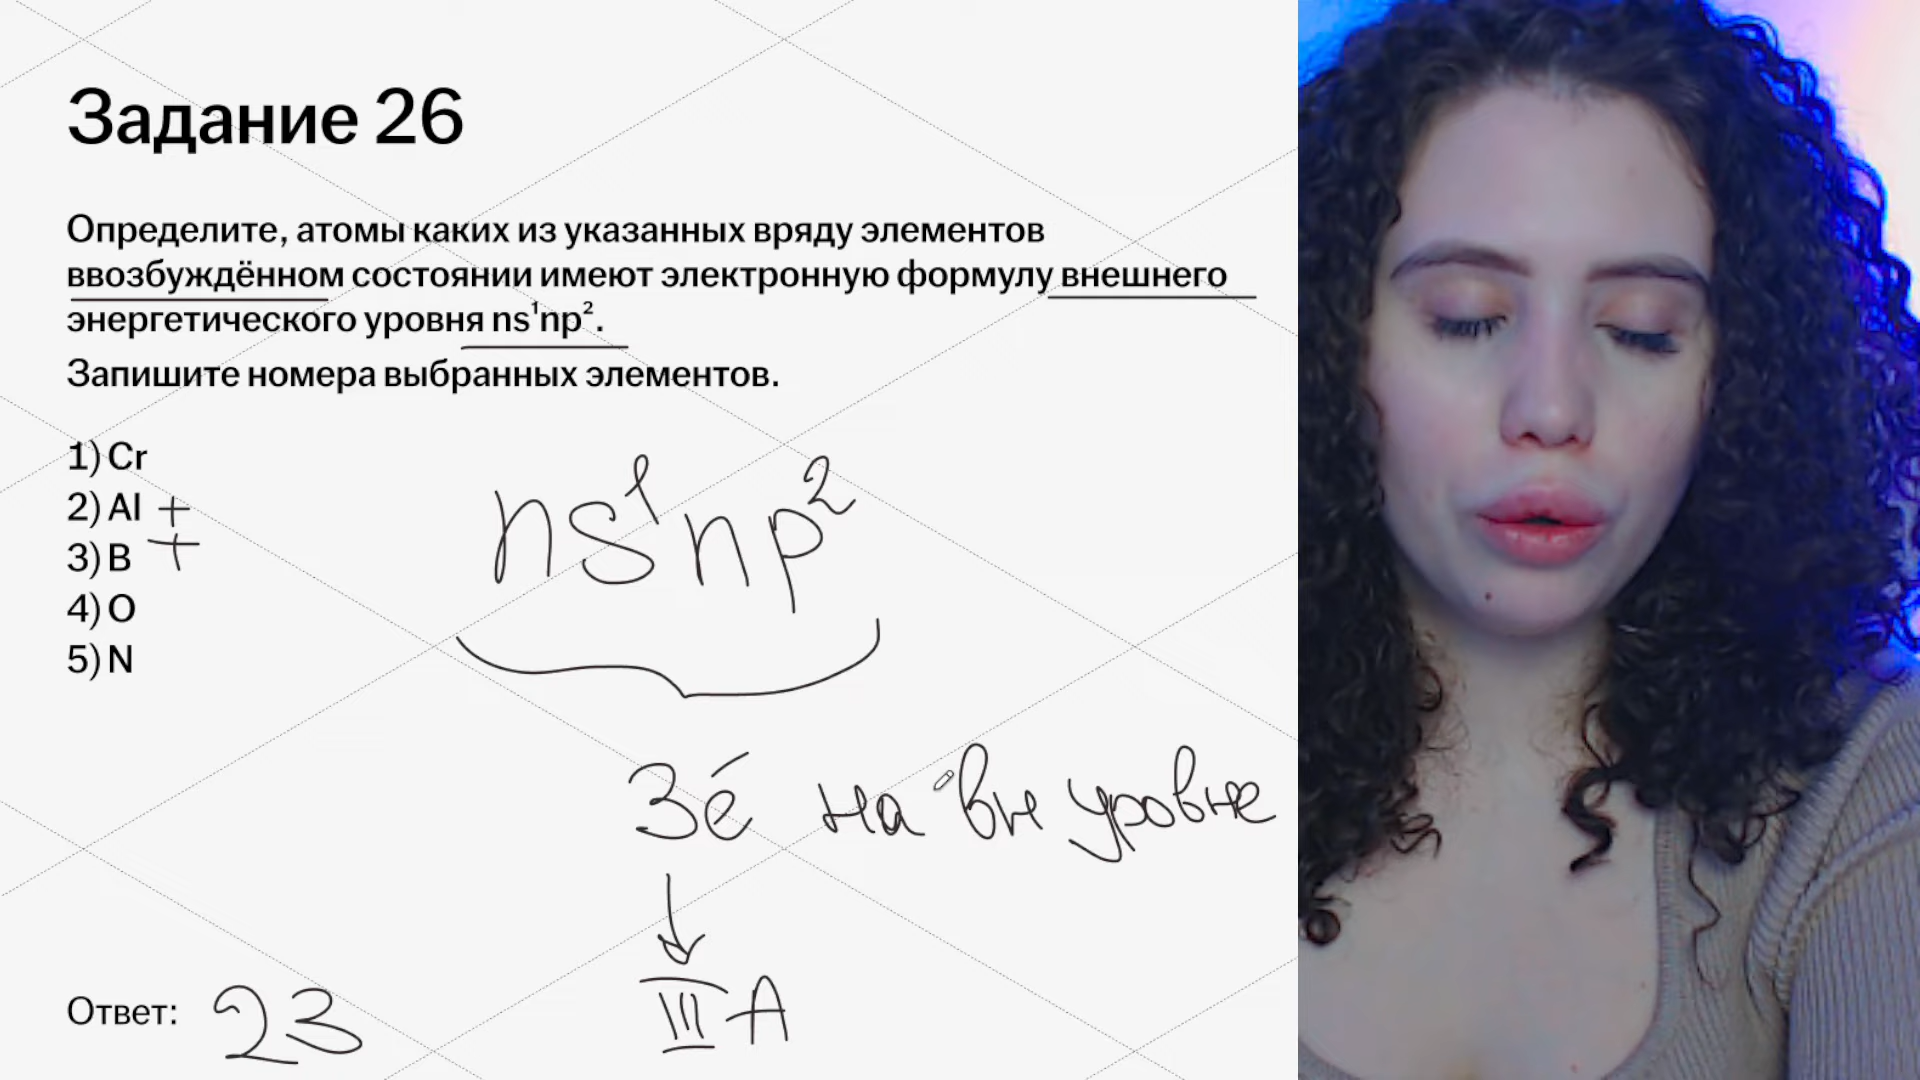 Задание 26
Определите, атомы каких из указанных вряду элементов
ввозбуждённом состоянии имеют электронную формулу внешнего
энергетического уровня ns¹np².
Запишите номера выбранных элементов.
1) Cr
2) Al +
3) B +
4) O
5) N
ns¹np²
3ē на вн уровне
↓
III A
Ответ: 23